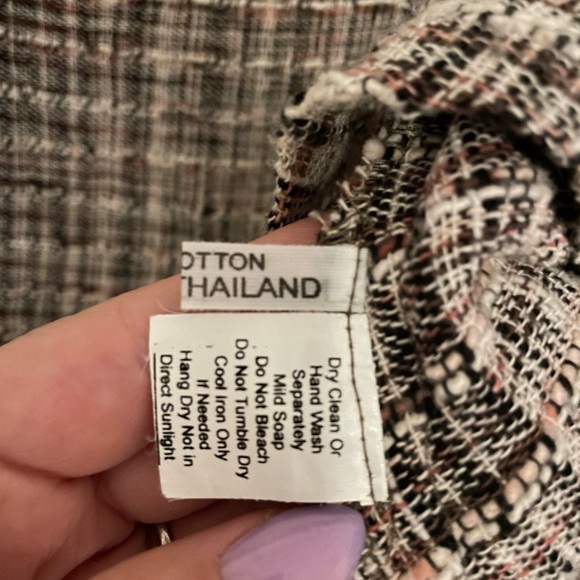 OTTON
THAILAND
Dry Clean Or
Hand Wash
Separately
Mild Soap
Do Not Bleach
Do Not Tumble Dry
Cool Iron Only
If Needed
Hang Dry Not in
Direct Sunlight